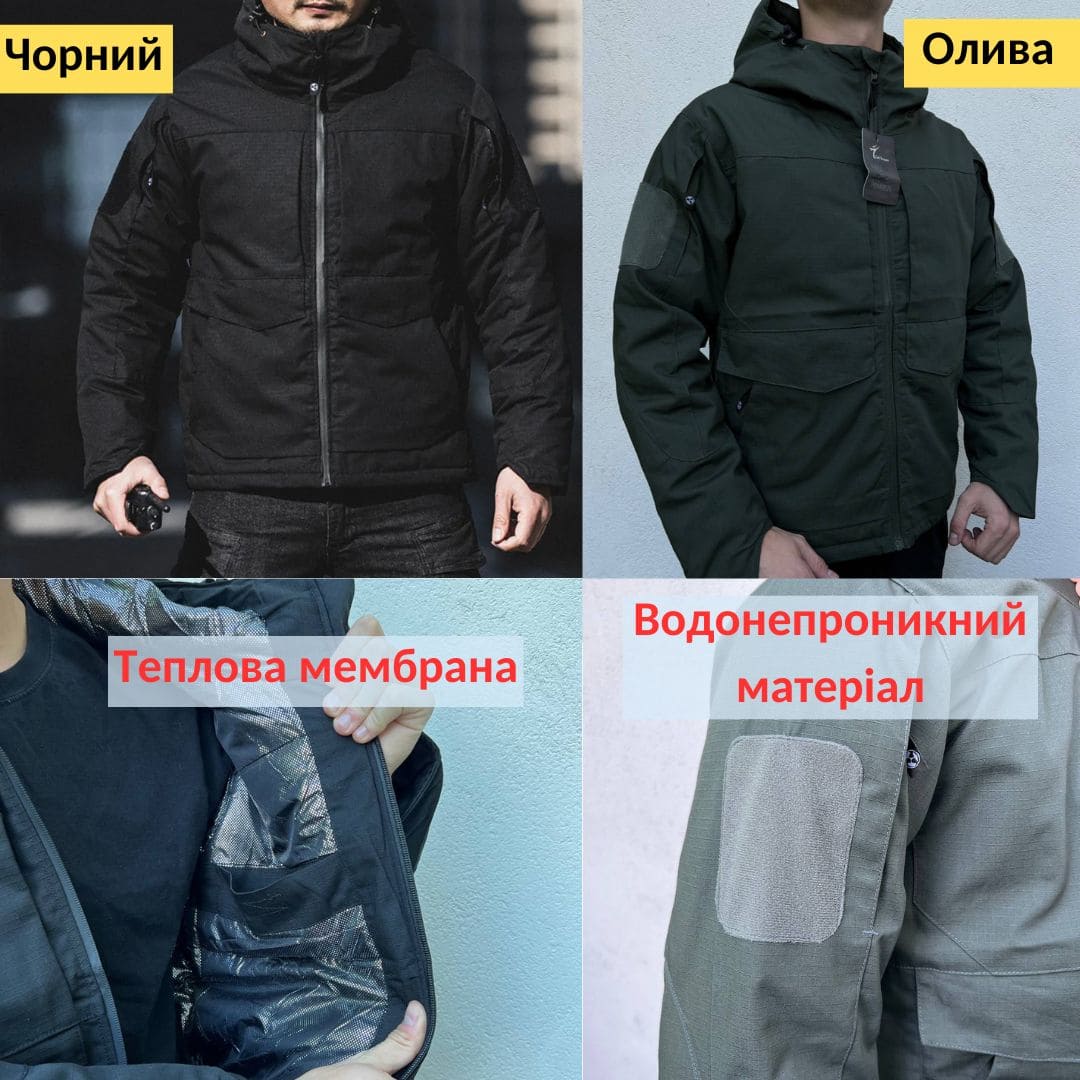 Чорний
Олива
Теплова мембрана
Водонепроникний
матеріал